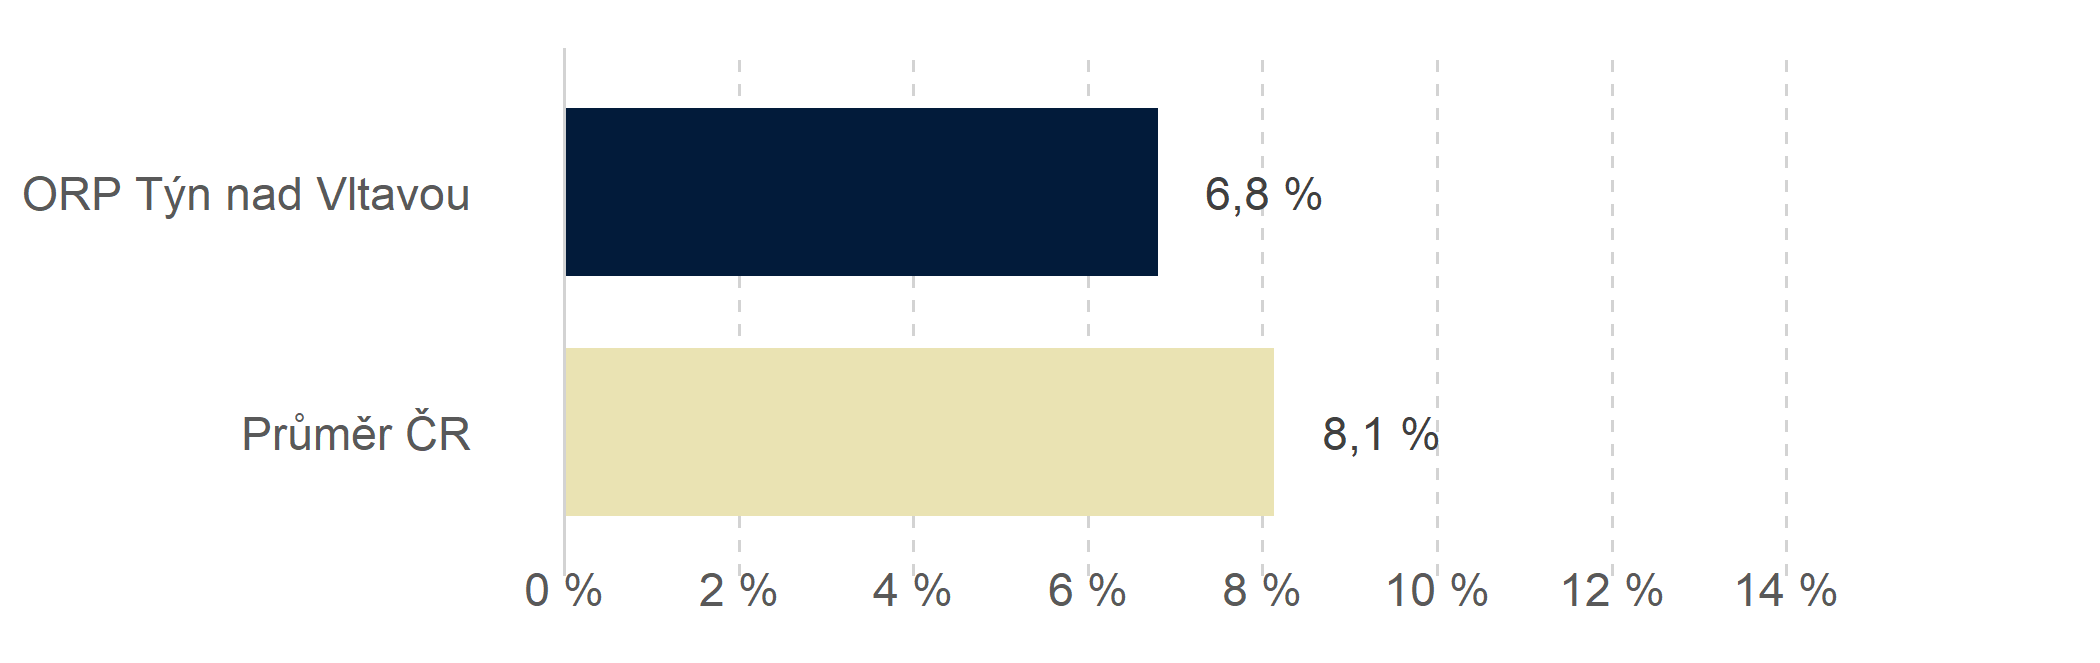 ORP Týn nad Vltavou
6,8 %
Průměr ČR
8,1 %
0 % 2 % 4 % 6 % 8 % 10 % 12 % 14 %